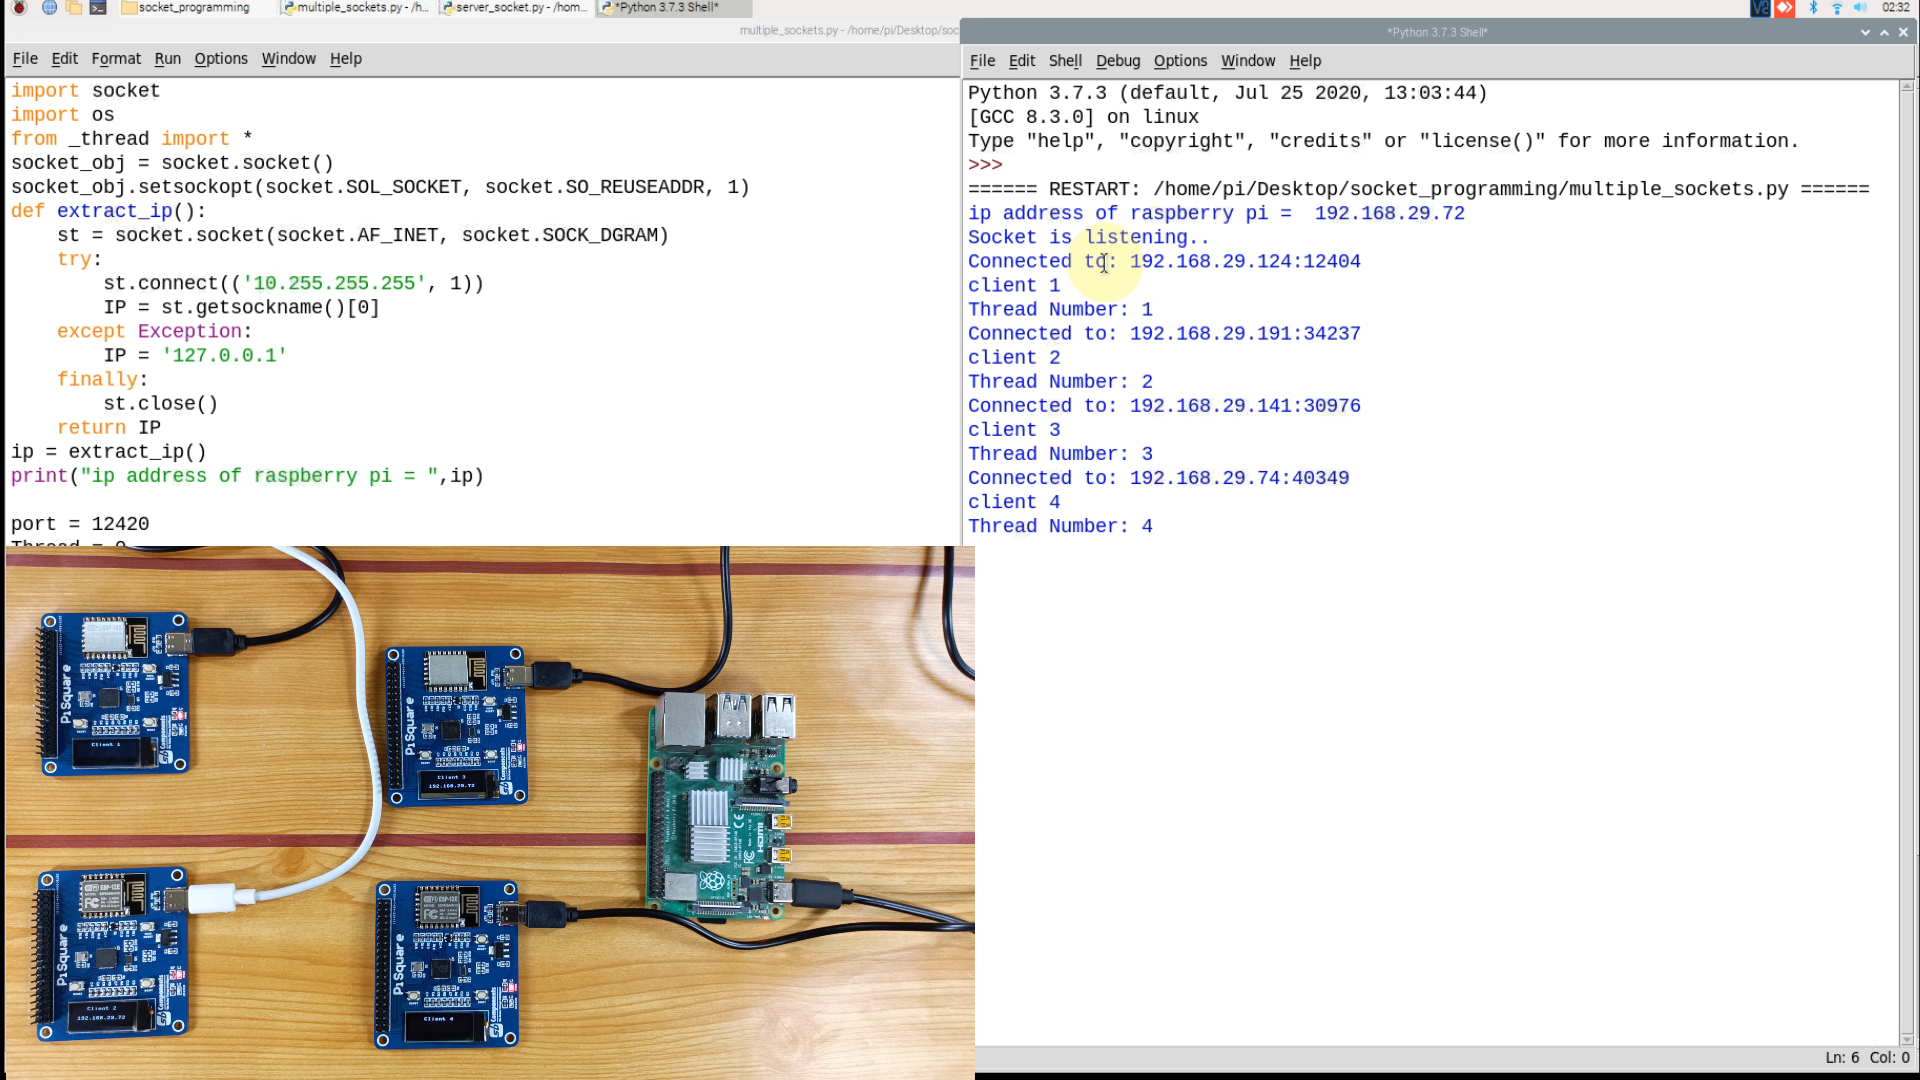 socket_programming
multiple_sockets.py - /h...
server_socket.py - /hom...
*Python 3.7.3 Shell*
02:32
multiple_sockets.py - /home/pi/Desktop/soc
File Edit Format Run Options Window Help
import socket
import os
from _thread import *
socket_obj = socket.socket()
socket_obj.setsockopt(socket.SOL_SOCKET, socket.SO_REUSEADDR, 1)
def extract_ip():
st = socket.socket(socket.AF_INET, socket.SOCK_DGRAM)
try:
st.connect(('10.255.255.255', 1))
IP = st.getsockname()[0]
except Exception:
IP = '127.0.0.1'
finally:
st.close()
return IP
ip = extract_ip()
print("ip address of raspberry pi = ",ip)
port = 12420
Thread = 0
*Python 3.7.3 Shell*
File Edit Shell Debug Options Window Help
Python 3.7.3 (default, Jul 25 2020, 13:03:44)
[GCC 8.3.0] on linux
Type "help", "copyright", "credits" or "license()" for more information.
>>>
====== RESTART: /home/pi/Desktop/socket_programming/multiple_sockets.py ======
ip address of raspberry pi =  192.168.29.72
Socket is listening..
Connected to: 192.168.29.124:12404
client 1
Thread Number: 1
Connected to: 192.168.29.191:34237
client 2
Thread Number: 2
Connected to: 192.168.29.141:30976
client 3
Thread Number: 3
Connected to: 192.168.29.74:40349
client 4
Thread Number: 4
PiSquare
Client 1
PiSquare
Client 3
192.168.29.72
HDMI
PiSquare
ESP-12E
FC
Client 2
192.168.29.72
PiSquare
ESP-12E
FC
Client 4
Ln: 6 Col: 0